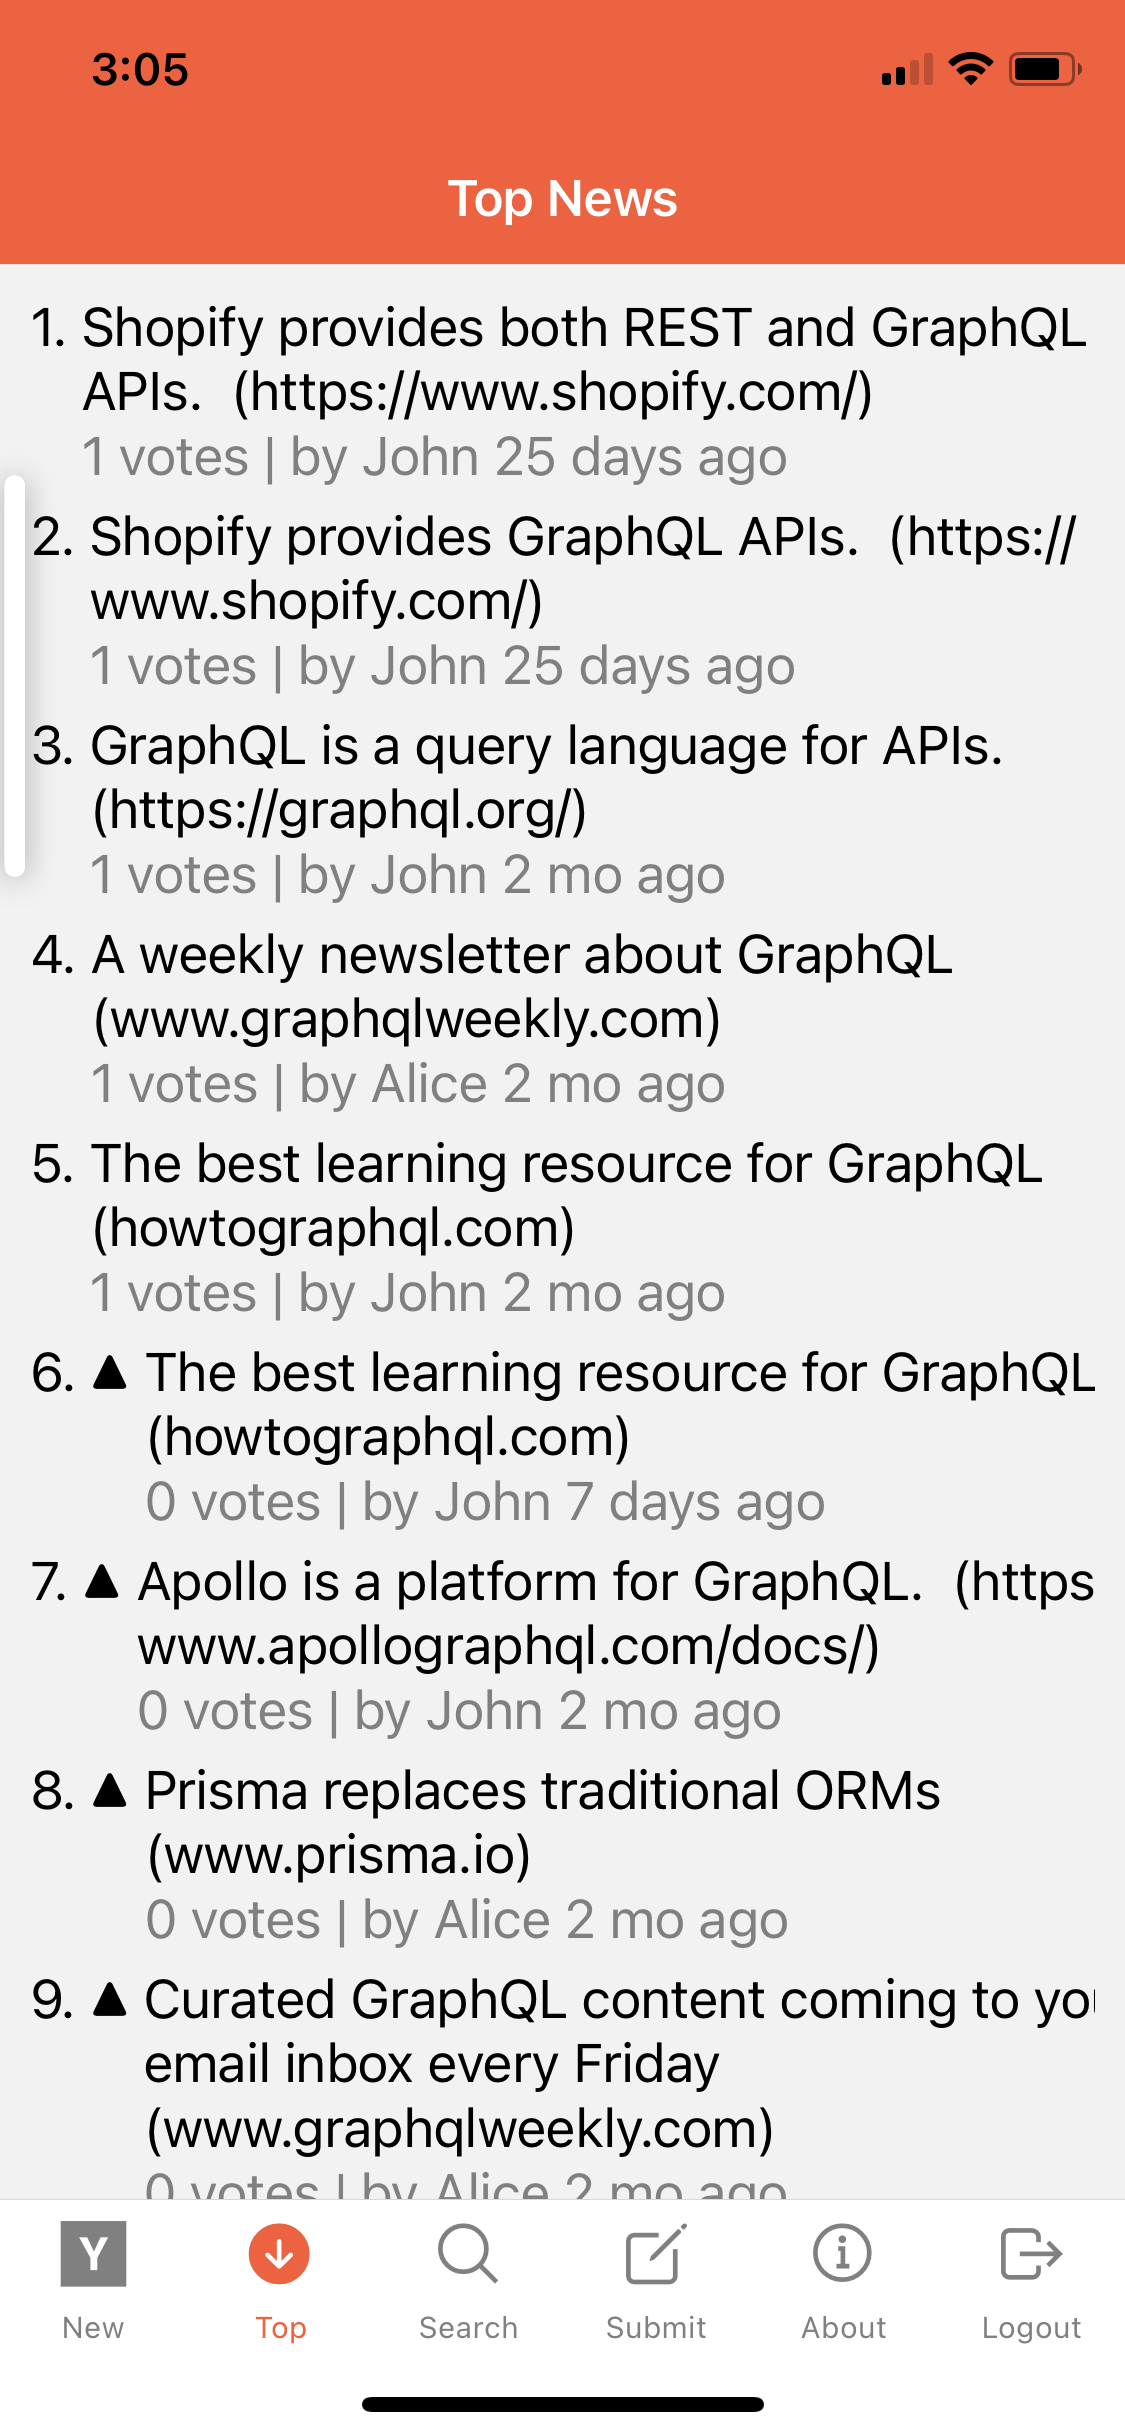 3:05
Top News
1. Shopify provides both REST and GraphQL
APIs.  (https://www.shopify.com/)
1 votes | by John 25 days ago
2. Shopify provides GraphQL APIs.  (https://
www.shopify.com/)
1 votes | by John 25 days ago
3. GraphQL is a query language for APIs.
(https://graphql.org/)
1 votes | by John 2 mo ago
4. A weekly newsletter about GraphQL
(www.graphqlweekly.com)
1 votes | by Alice 2 mo ago
5. The best learning resource for GraphQL
(howtographql.com)
1 votes | by John 2 mo ago
6. ▲ The best learning resource for GraphQL
(howtographql.com)
0 votes | by John 7 days ago
7. ▲ Apollo is a platform for GraphQL.  (https
www.apollographql.com/docs/)
0 votes | by John 2 mo ago
8. ▲ Prisma replaces traditional ORMs
(www.prisma.io)
0 votes | by Alice 2 mo ago
9. ▲ Curated GraphQL content coming to
email inbox every Friday
(www.graphqlweekly.com)
0 votes | by Alice 2 mo ago
Y
New
Top
Search
Submit
About
Logout